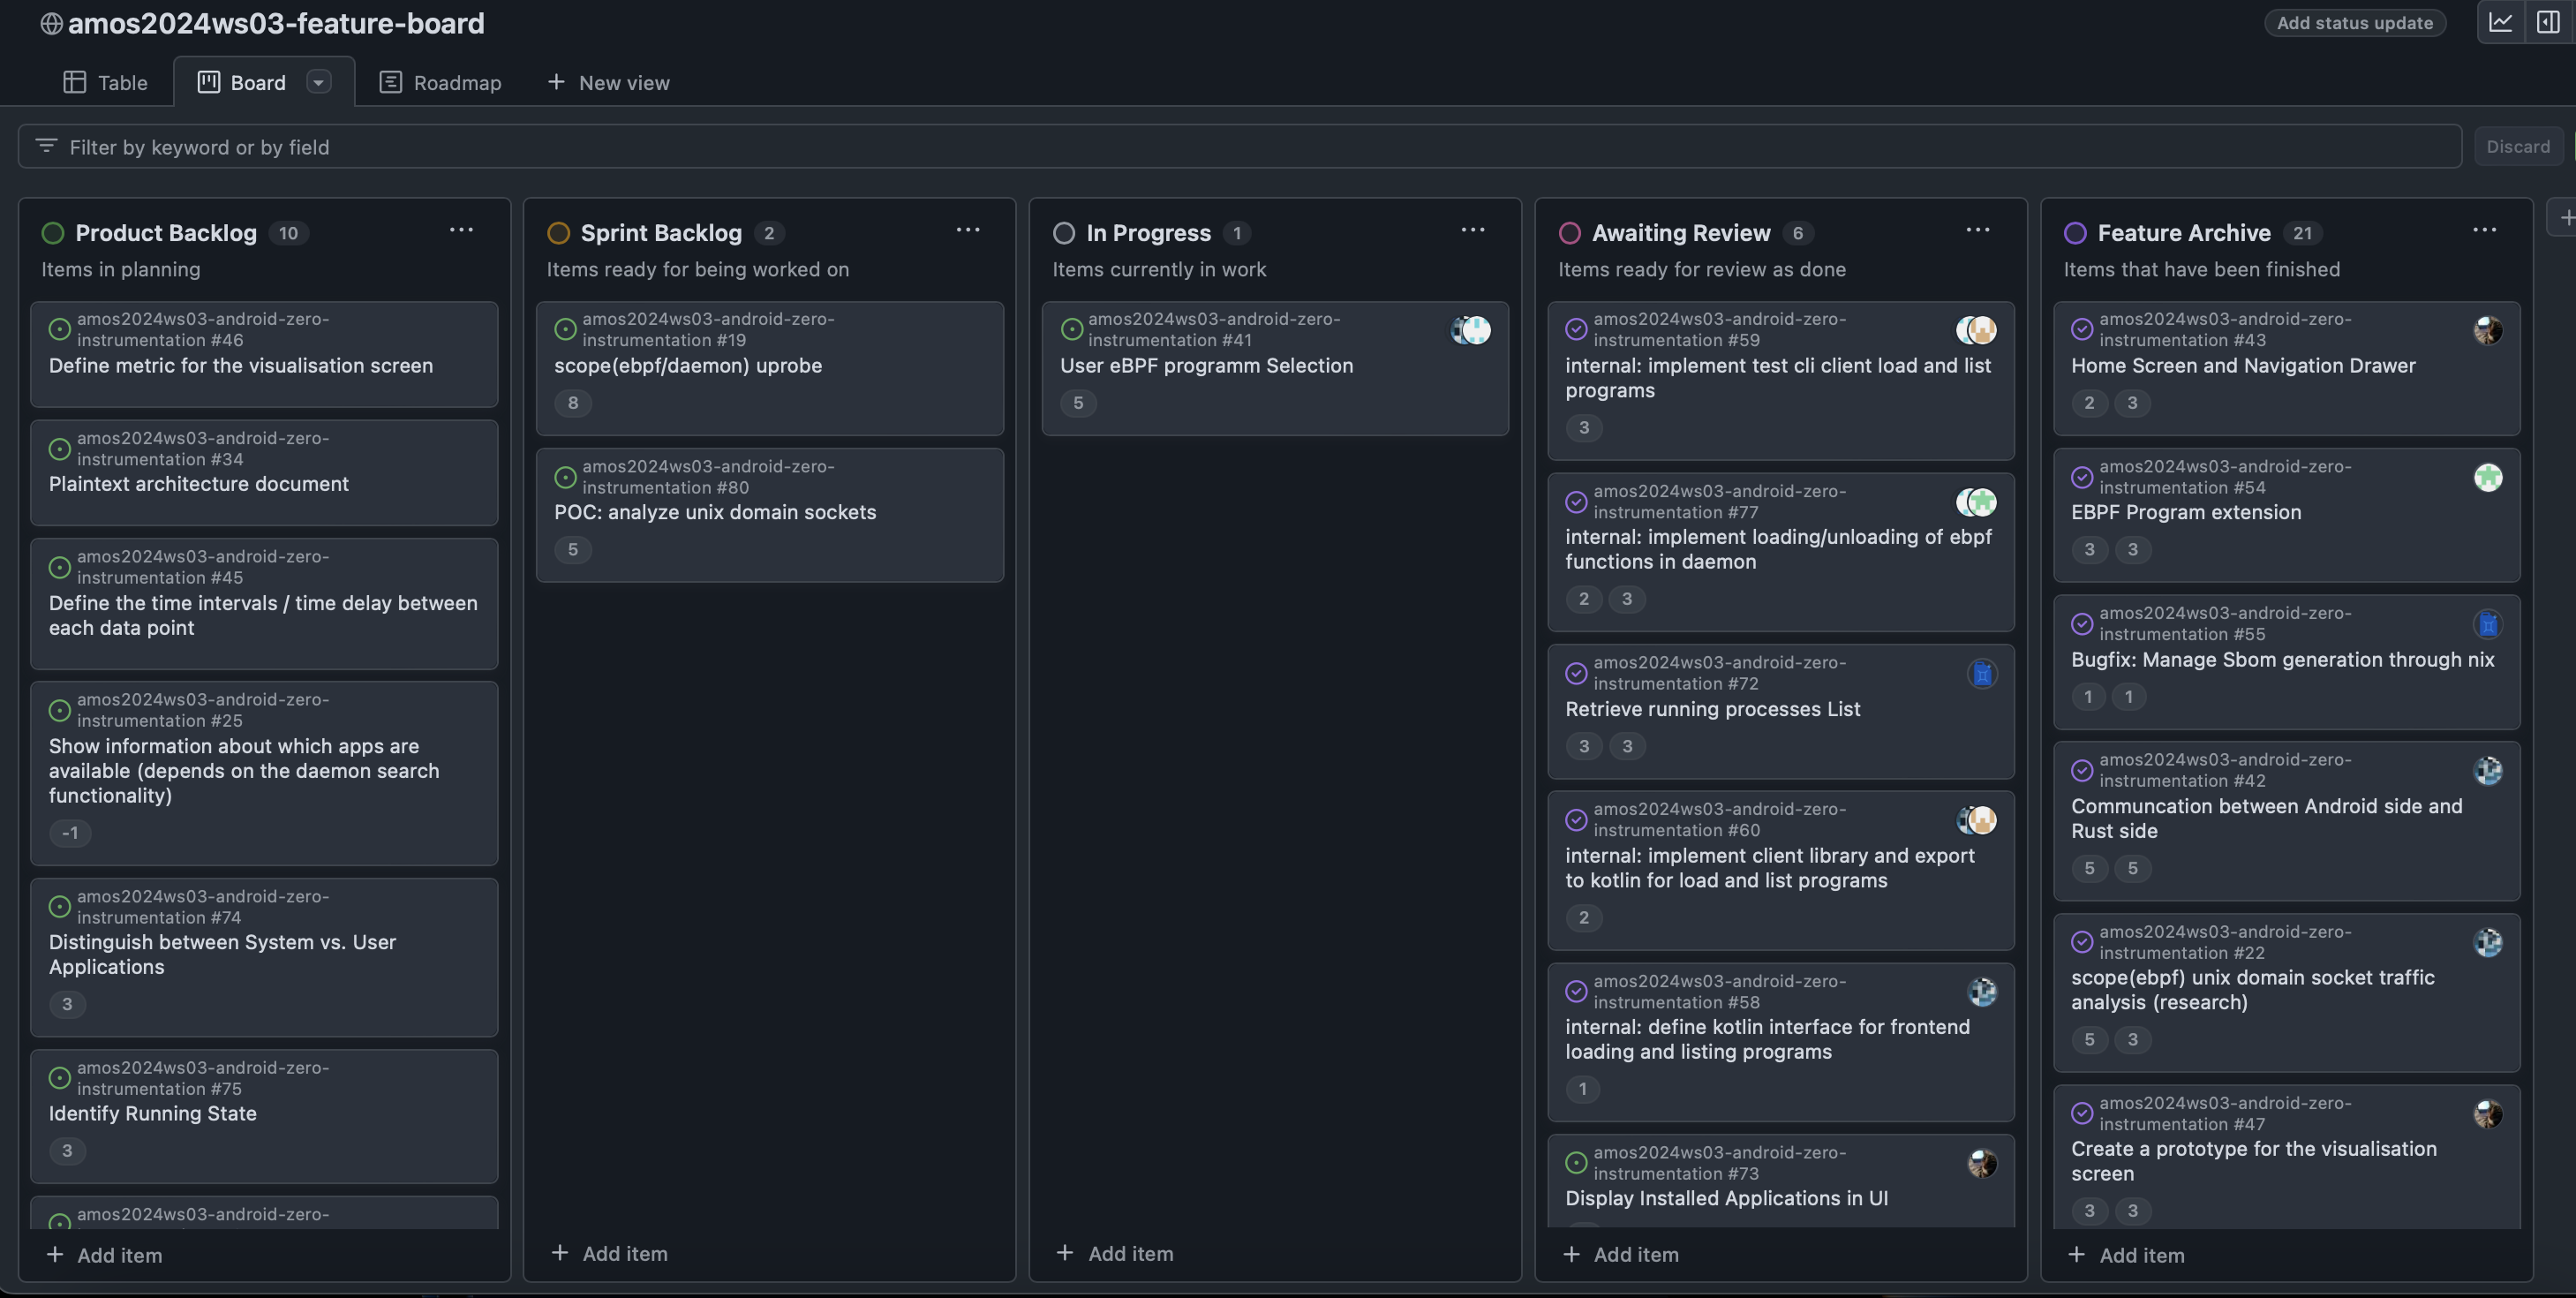 amos2024ws03-feature-board
Add status update
Table
Board
Roadmap
New view
Filter by keyword or by field
Discard
Product Backlog 10
Items in planning
amos2024ws03-android-zero-
instrumentation #46
Define metric for the visualisation screen
amos2024ws03-android-zero-
instrumentation #34
Plaintext architecture document
amos2024ws03-android-zero-
instrumentation #45
Define the time intervals / time delay between
each data point
amos2024ws03-android-zero-
instrumentation #25
Show information about which apps are
available (depends on the daemon search
functionality)
-1
amos2024ws03-android-zero-
instrumentation #74
Distinguish between System vs. User
Applications
3
amos2024ws03-android-zero-
instrumentation #75
Identify Running State
3
amos2024ws03-android-zero-
+ Add item
Sprint Backlog 2
Items ready for being worked on
amos2024ws03-android-zero-
instrumentation #19
scope(ebpf/daemon) uprobe
8
amos2024ws03-android-zero-
instrumentation #80
POC: analyze unix domain sockets
5
+ Add item
In Progress 1
Items currently in work
amos2024ws03-android-zero-
instrumentation #41
User eBPF programm Selection
5
+ Add item
Awaiting Review 6
Items ready for review as done
amos2024ws03-android-zero-
instrumentation #59
internal: implement test cli client load and list
programs
3
amos2024ws03-android-zero-
instrumentation #77
internal: implement loading/unloading of ebpf
functions in daemon
2 3
amos2024ws03-android-zero-
instrumentation #72
Retrieve running processes List
3 3
amos2024ws03-android-zero-
instrumentation #60
internal: implement client library and export
to kotlin for load and list programs
2
amos2024ws03-android-zero-
instrumentation #58
internal: define kotlin interface for frontend
loading and listing programs
1
amos2024ws03-android-zero-
instrumentation #73
Display Installed Applications in UI
+ Add item
Feature Archive 21
Items that have been finished
amos2024ws03-android-zero-
instrumentation #43
Home Screen and Navigation Drawer
2 3
amos2024ws03-android-zero-
instrumentation #54
EBPF Program extension
3 3
amos2024ws03-android-zero-
instrumentation #55
Bugfix: Manage Sbom generation through nix
1 1
amos2024ws03-android-zero-
instrumentation #42
Communcation between Android side and
Rust side
5 5
amos2024ws03-android-zero-
instrumentation #22
scope(ebpf) unix domain socket traffic
analysis (research)
5 3
amos2024ws03-android-zero-
instrumentation #47
Create a prototype for the visualisation
screen
3 3
+ Add item